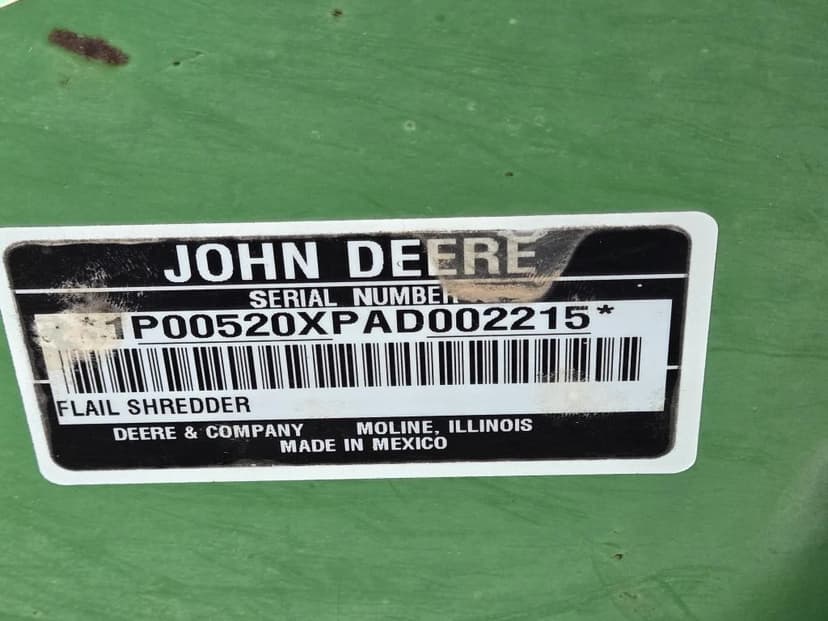 JOHN DEERE
SERIAL NUMBER
1P00520XPAD002215*
FLAIL SHREDDER
DEERE & COMPANY MOLINE, ILLINOIS
MADE IN MEXICO